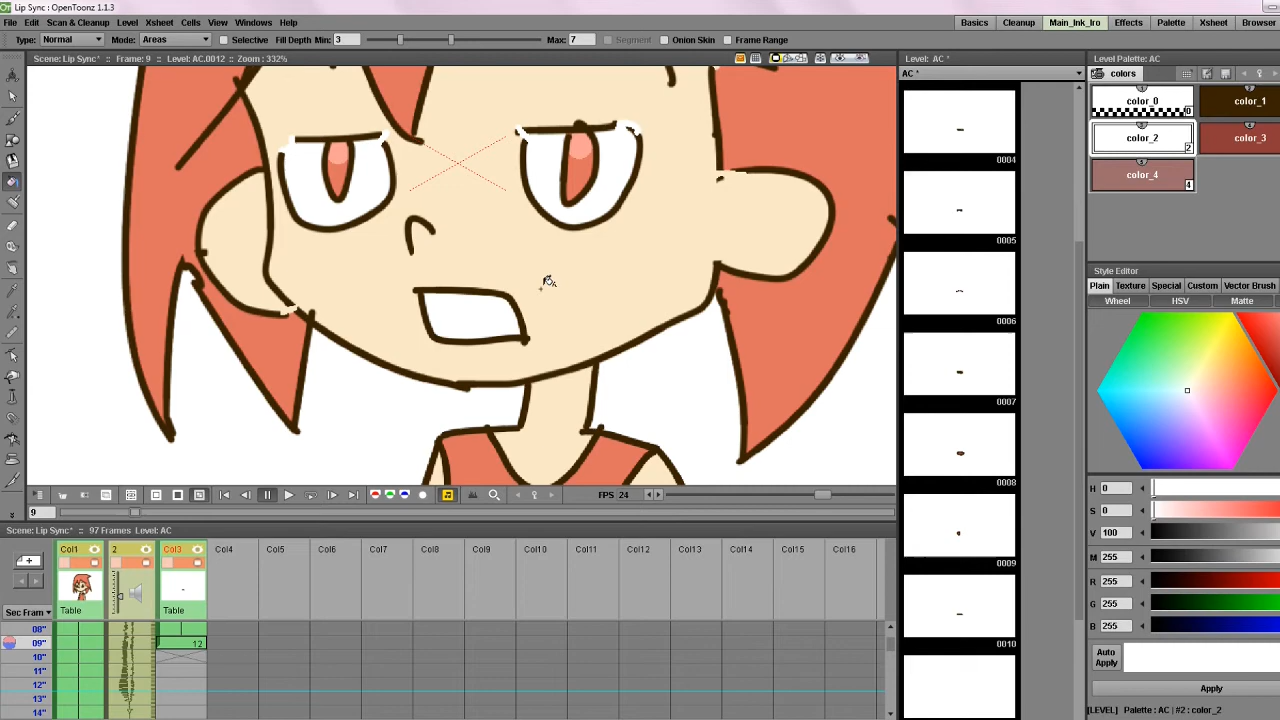 Lip Sync : OpenToonz 1.1.3
File Edit Scan & Cleanup Level Xsheet Cells View Windows Help
Basics Cleanup Main_Ink_Iro Effects Palette Xsheet Browser
Type: Normal Mode: Areas Selective Fill Depth Min: 3 Max: 7 Segment Onion Skin Frame Range
Scene: Lip Sync* :: Frame: 9 :: Level: AC.0012 :: Zoom : 332%
Level: AC *
Level Palette: AC
AC *
colors
color_0
0
color_1
color_2
2
color_3
color_4
4
0004
0005
0006
0007
0008
0009
0010
Style Editor
Plain Texture Special Custom Vector Brush
Wheel HSV Matte
H 0
S 0
V 100
M 255
R 255
G 255
B 255
Auto Apply
Apply
[LEVEL] Palette : AC | #2 : color_2
FPS 24
9
Scene: Lip Sync* :: 97 Frames Level: AC
Col1 2 Col3 Col4 Col5 Col6 Col7 Col8 Col9 Col10 Col11 Col12 Col13 Col14 Col15 Col16
Table Table
Sec Fram
08"
09" 12
10"
11"
12"
13"
14"